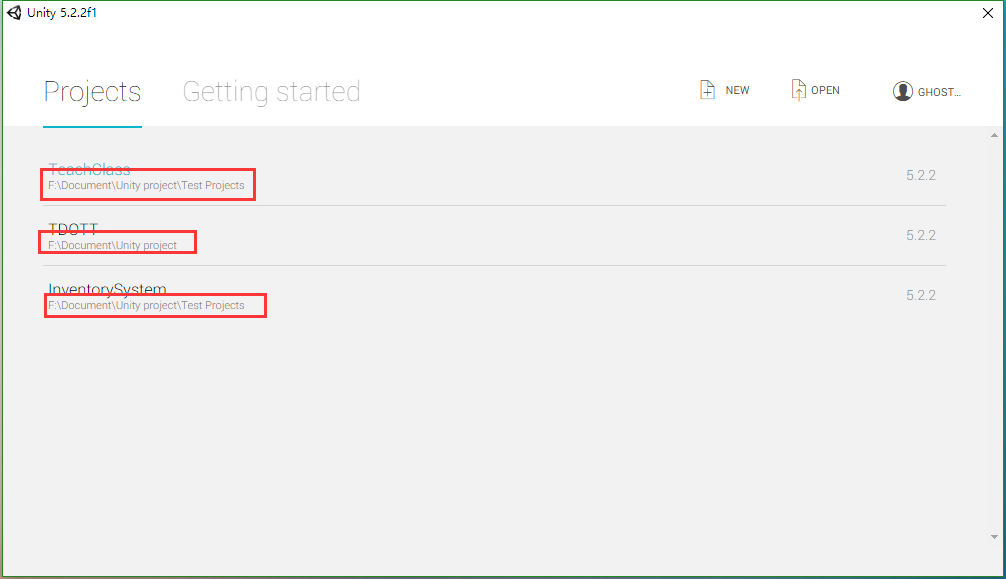 Unity 5.2.2f1
Projects
Getting started
NEW
OPEN
GHOST...
TeachClass
5.2.2
F:\Document\Unity project\Test Projects
TDOTT
5.2.2
F:\Document\Unity project
InventorySystem
5.2.2
F:\Document\Unity project\Test Projects